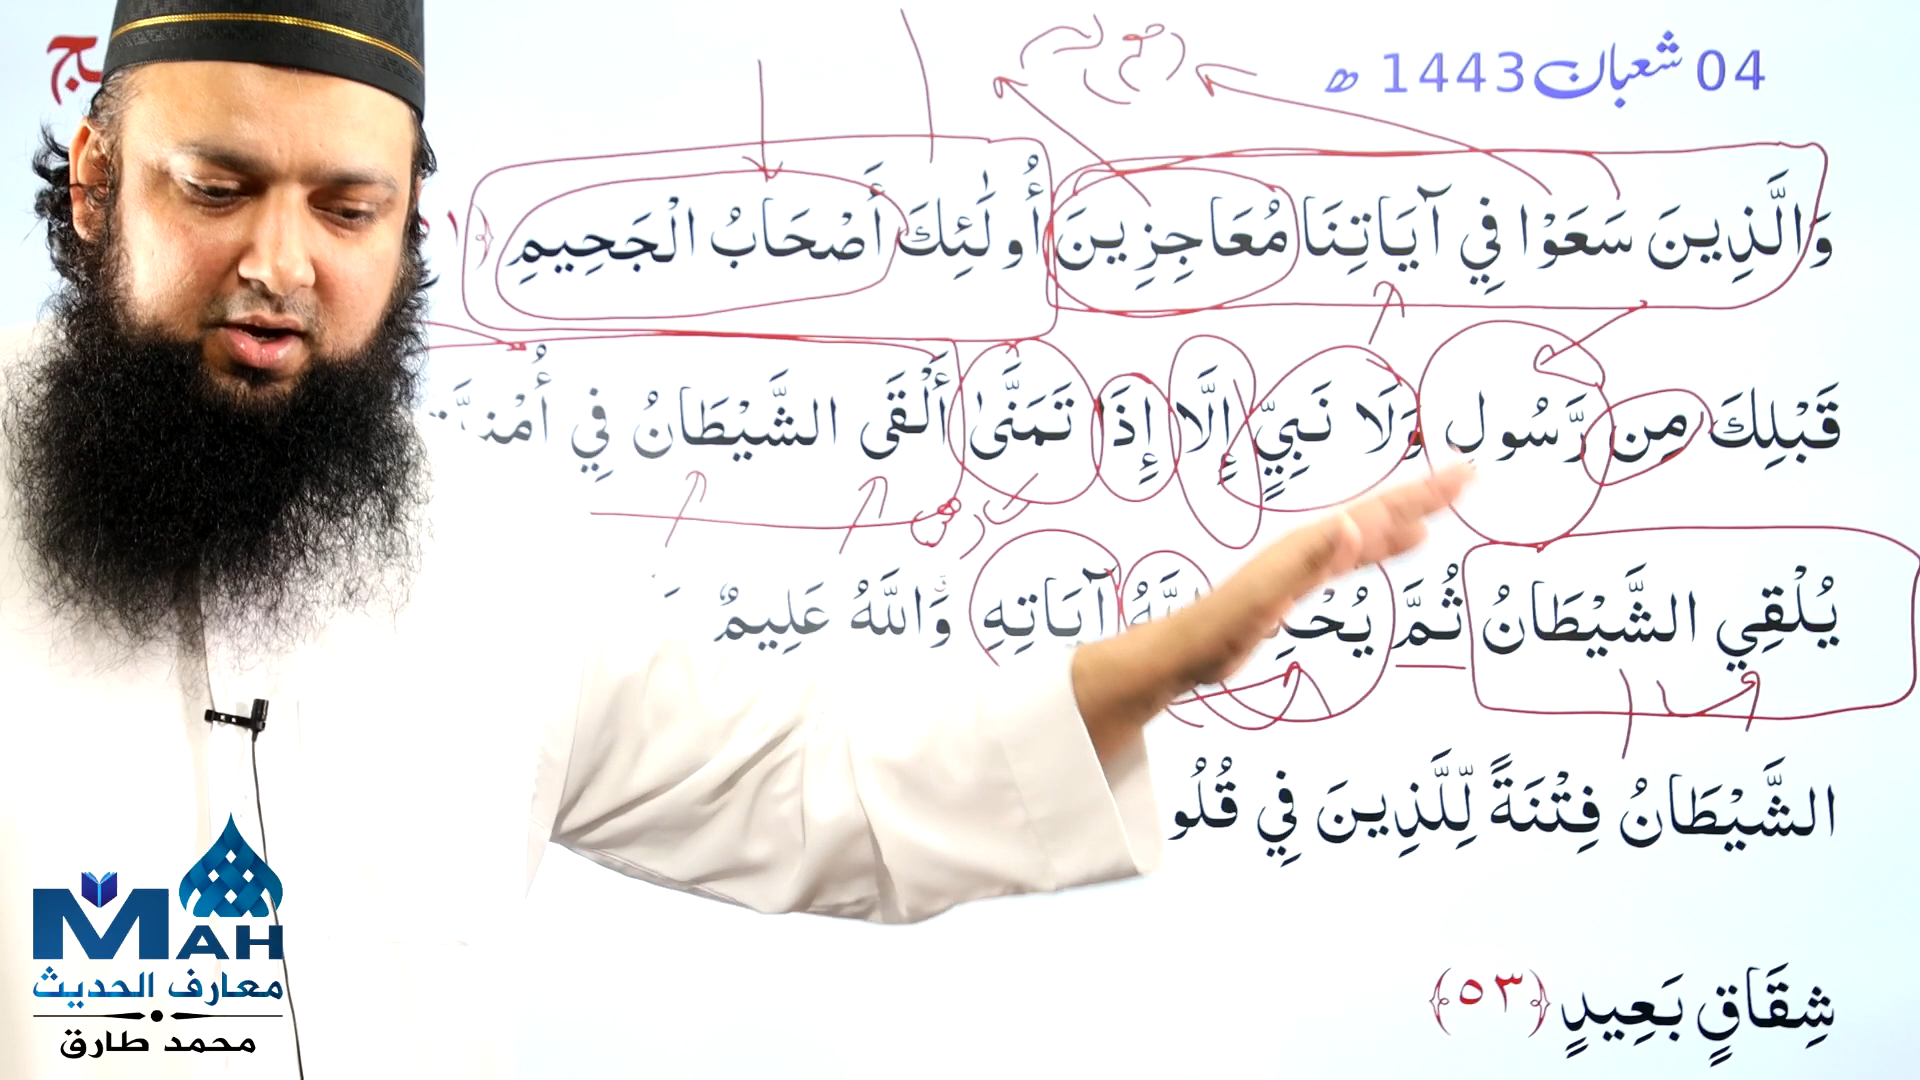 04 شعبان 1443 ھ
وَالَّذِينَ سَعَوْا فِي آيَاتِنَا مُعَاجِزِينَ أُولَٰئِكَ أَصْحَابُ الْجَحِيمِ
قَبْلِكَ مِن رَّسُولٍ وَلَا نَبِيٍّ إِلَّا إِذَا تَمَنَّىٰ أَلْقَى الشَّيْطَانُ فِي
يُلْقِي الشَّيْطَانُ ثُمَّ آيَاتِهِ ۗ وَاللَّهُ عَلِيمٌ
الشَّيْطَانُ فِتْنَةً لِّلَّذِينَ فِي
شِقَاقٍ بَعِيدٍ ﴿٥٣﴾
MAH
معارف الحديث
محمد طارق